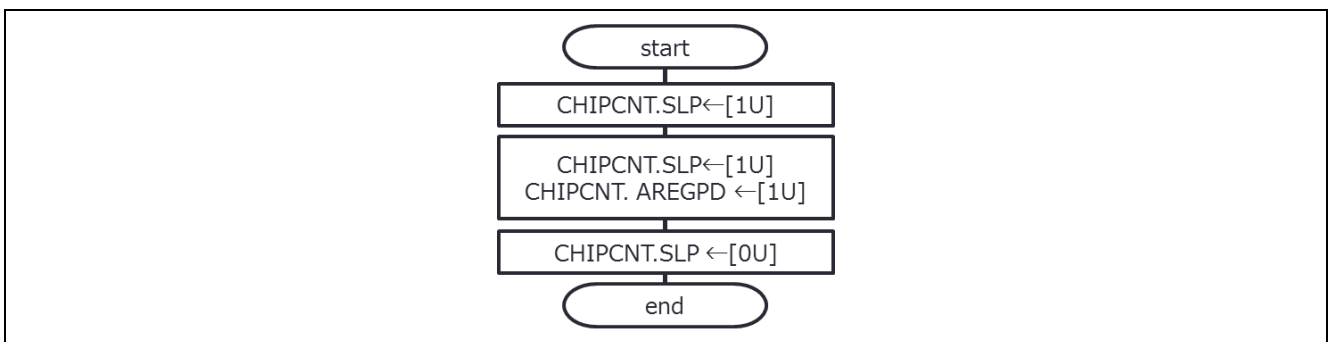 start
CHIPCNT.SLP←[1U]
CHIPCNT.SLP←[1U]
CHIPCNT. AREGPD ←[1U]
CHIPCNT.SLP ←[0U]
end